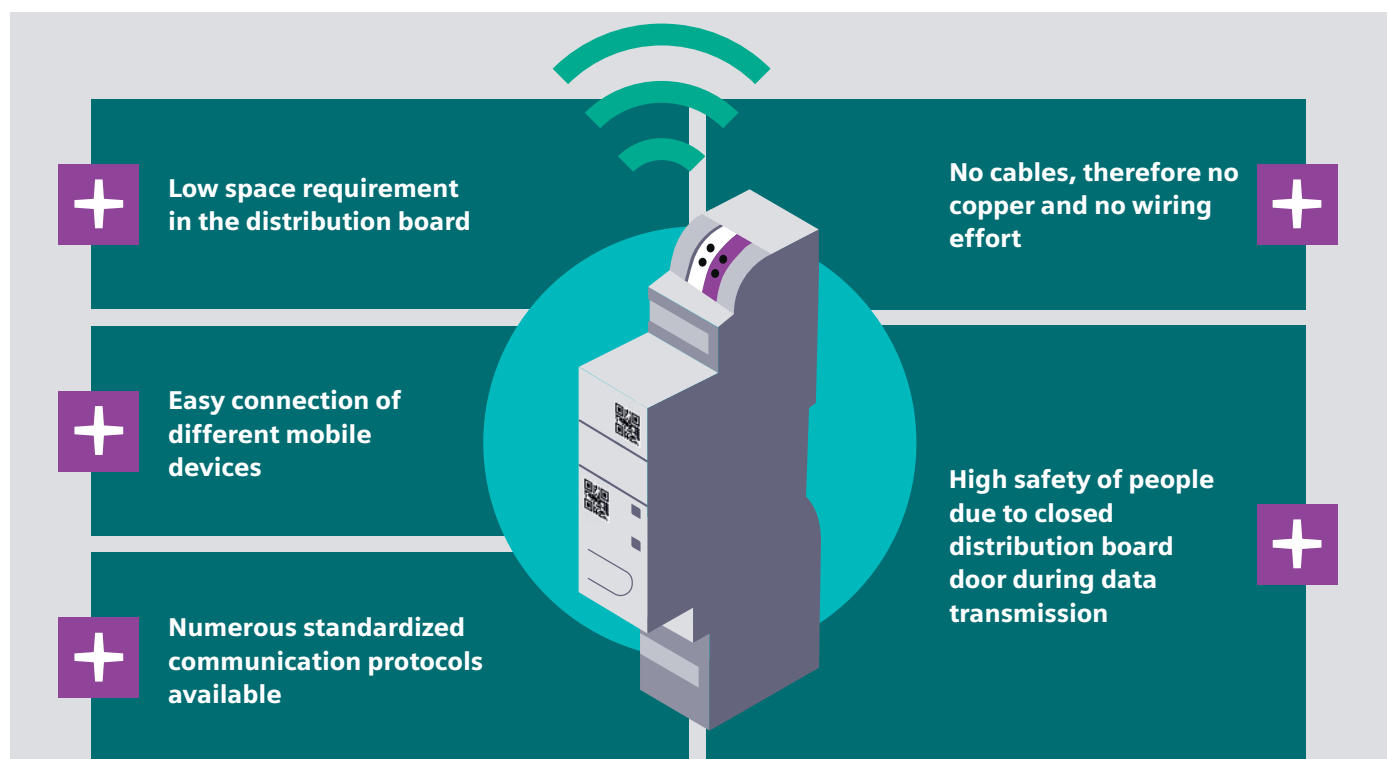 Low space requirement
in the distribution board
Easy connection of
different mobile
devices
Numerous standardized
communication protocols
available
No cables, therefore no
copper and no wiring
effort
High safety of people
due to closed
distribution board
door during data
transmission